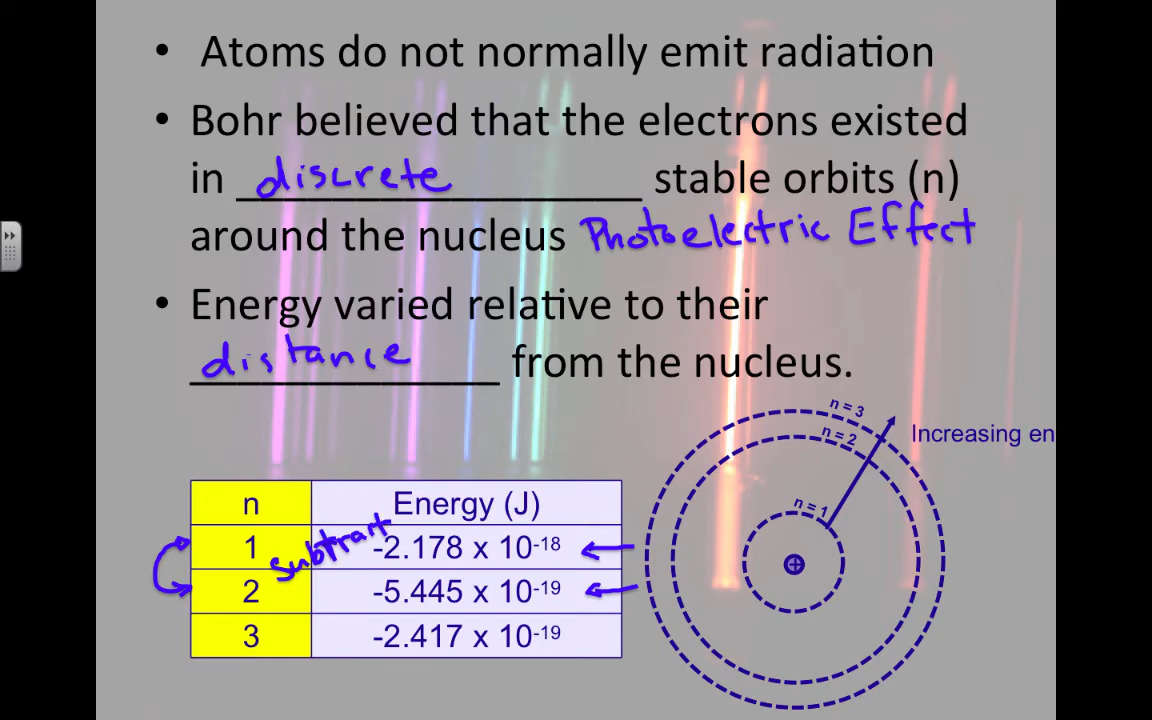 • Atoms do not normally emit radiation
• Bohr believed that the electrons existed
in discrete stable orbits (n)
around the nucleus Photoelectric Effect
• Energy varied relative to their
distance from the nucleus.
n = 3
n = 2
Increasing en
n = 1
n Energy (J)
Subtract
1 -2.178 x 10⁻¹⁸
2 -5.445 x 10⁻¹⁹
3 -2.417 x 10⁻¹⁹
+